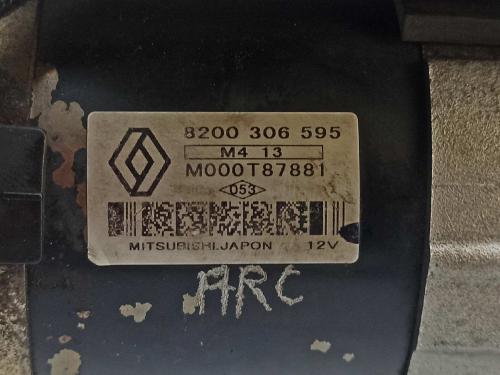 8200 306 595
M4 13
M000T87881
D53
MITSUBISHI.JAPON 12V
ARC